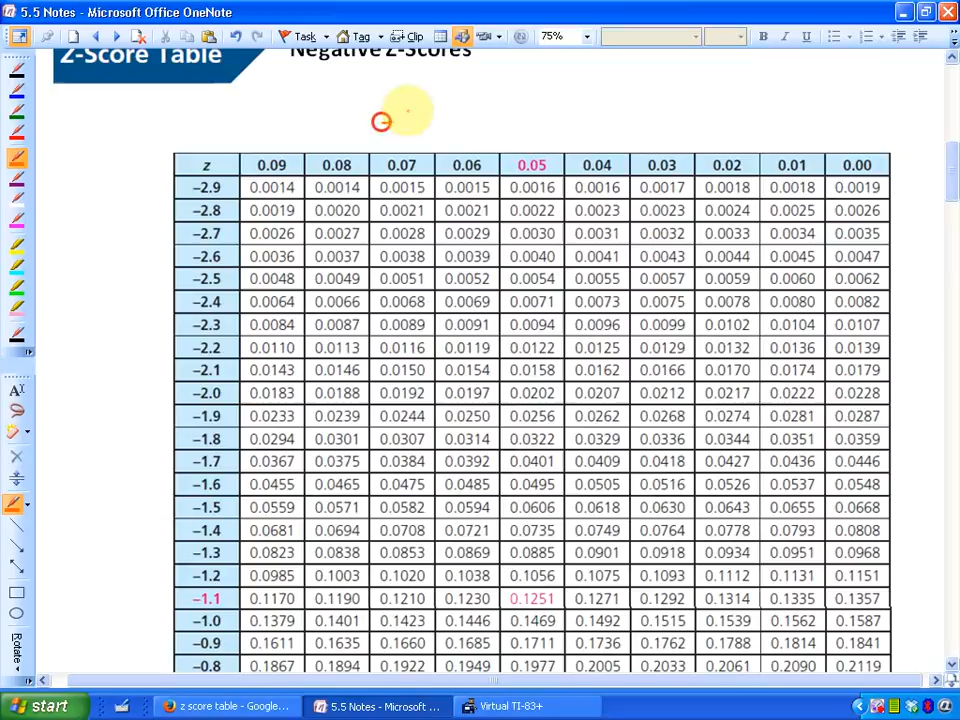 5.5 Notes - Microsoft Office OneNote
Task Tag Clip 75% B I U
Z-Score Table
Negative Z-Scores
z 0.09 0.08 0.07 0.06 0.05 0.04 0.03 0.02 0.01 0.00
−2.9 0.0014 0.0014 0.0015 0.0015 0.0016 0.0016 0.0017 0.0018 0.0018 0.0019
−2.8 0.0019 0.0020 0.0021 0.0021 0.0022 0.0023 0.0023 0.0024 0.0025 0.0026
−2.7 0.0026 0.0027 0.0028 0.0029 0.0030 0.0031 0.0032 0.0033 0.0034 0.0035
−2.6 0.0036 0.0037 0.0038 0.0039 0.0040 0.0041 0.0043 0.0044 0.0045 0.0047
−2.5 0.0048 0.0049 0.0051 0.0052 0.0054 0.0055 0.0057 0.0059 0.0060 0.0062
−2.4 0.0064 0.0066 0.0068 0.0069 0.0071 0.0073 0.0075 0.0078 0.0080 0.0082
−2.3 0.0084 0.0087 0.0089 0.0091 0.0094 0.0096 0.0099 0.0102 0.0104 0.0107
−2.2 0.0110 0.0113 0.0116 0.0119 0.0122 0.0125 0.0129 0.0132 0.0136 0.0139
−2.1 0.0143 0.0146 0.0150 0.0154 0.0158 0.0162 0.0166 0.0170 0.0174 0.0179
−2.0 0.0183 0.0188 0.0192 0.0197 0.0202 0.0207 0.0212 0.0217 0.0222 0.0228
−1.9 0.0233 0.0239 0.0244 0.0250 0.0256 0.0262 0.0268 0.0274 0.0281 0.0287
−1.8 0.0294 0.0301 0.0307 0.0314 0.0322 0.0329 0.0336 0.0344 0.0351 0.0359
−1.7 0.0367 0.0375 0.0384 0.0392 0.0401 0.0409 0.0418 0.0427 0.0436 0.0446
−1.6 0.0455 0.0465 0.0475 0.0485 0.0495 0.0505 0.0516 0.0526 0.0537 0.0548
−1.5 0.0559 0.0571 0.0582 0.0594 0.0606 0.0618 0.0630 0.0643 0.0655 0.0668
−1.4 0.0681 0.0694 0.0708 0.0721 0.0735 0.0749 0.0764 0.0778 0.0793 0.0808
−1.3 0.0823 0.0838 0.0853 0.0869 0.0885 0.0901 0.0918 0.0934 0.0951 0.0968
−1.2 0.0985 0.1003 0.1020 0.1038 0.1056 0.1075 0.1093 0.1112 0.1131 0.1151
−1.1 0.1170 0.1190 0.1210 0.1230 0.1251 0.1271 0.1292 0.1314 0.1335 0.1357
−1.0 0.1379 0.1401 0.1423 0.1446 0.1469 0.1492 0.1515 0.1539 0.1562 0.1587
−0.9 0.1611 0.1635 0.1660 0.1685 0.1711 0.1736 0.1762 0.1788 0.1814 0.1841
−0.8 0.1867 0.1894 0.1922 0.1949 0.1977 0.2005 0.2033 0.2061 0.2090 0.2119
Rotate
start z score table - Google... 5.5 Notes - Microsoft ... Virtual TI-83+